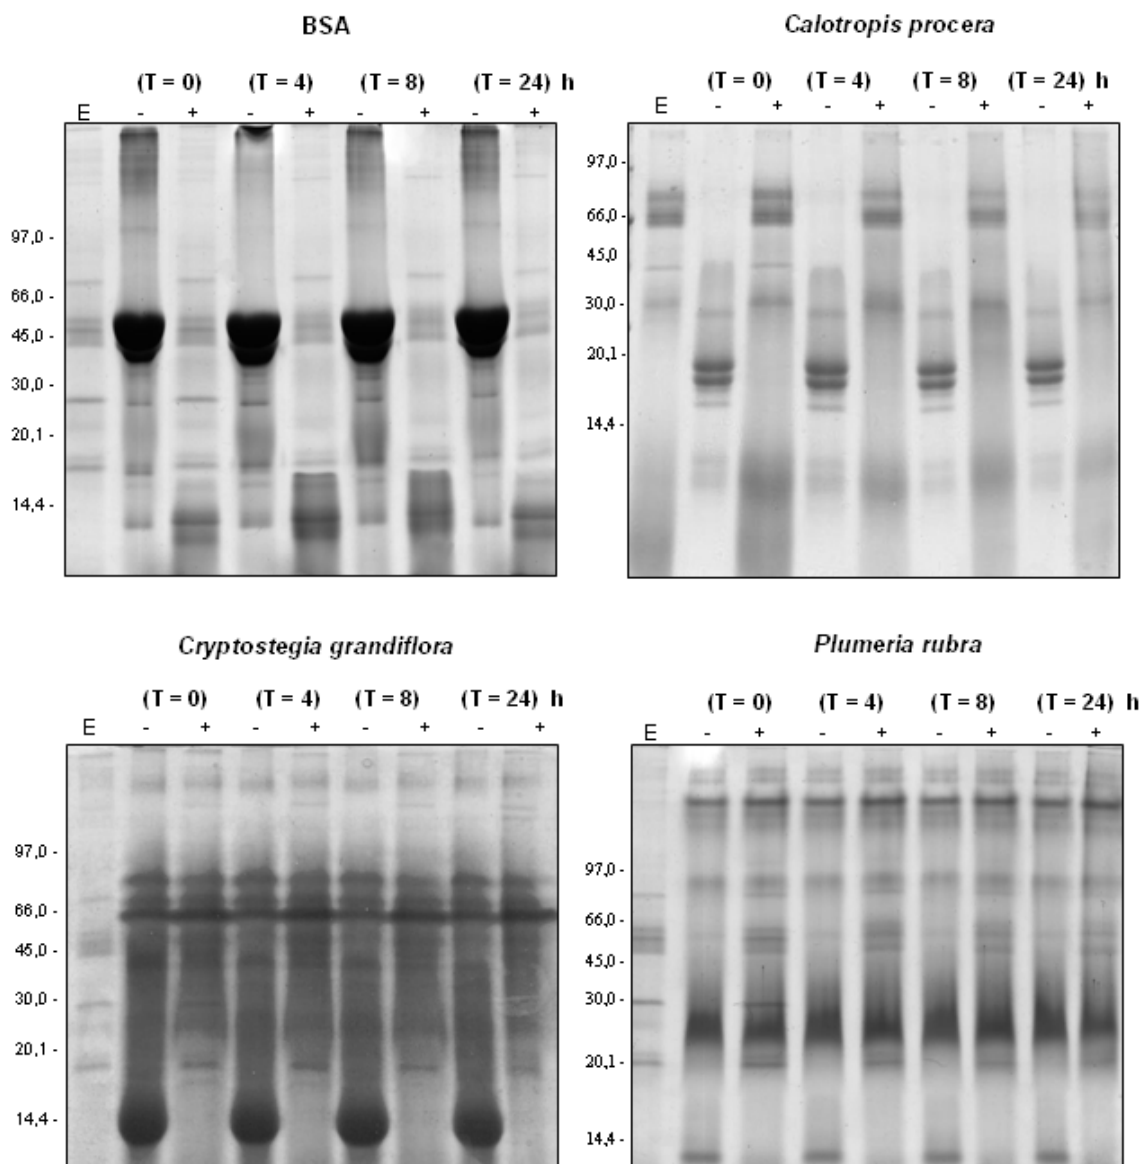 BSA
(T = 0) (T = 4) (T = 8) (T = 24) h
E - + - + - + - +
97,0 -
66,0 -
45,0 -
30,0 -
20,1 -
14,4 -
Calotropis procera
(T = 0) (T = 4) (T = 8) (T = 24) h
E - + - + - + - +
97,0 -
66,0 -
45,0
30,0 -
20,1 -
14,4 -
Cryptostegia grandiflora
(T = 0) (T = 4) (T = 8) (T = 24) h
E - + - + - + - +
97,0 -
66,0 -
45,0 -
30,0 -
20,1 -
14,4 -
Plumeria rubra
(T = 0) (T = 4) (T = 8) (T = 24) h
E - + - + - + - +
97,0 -
66,0 -
45,0 -
30,0 -
20,1 -
14,4 -